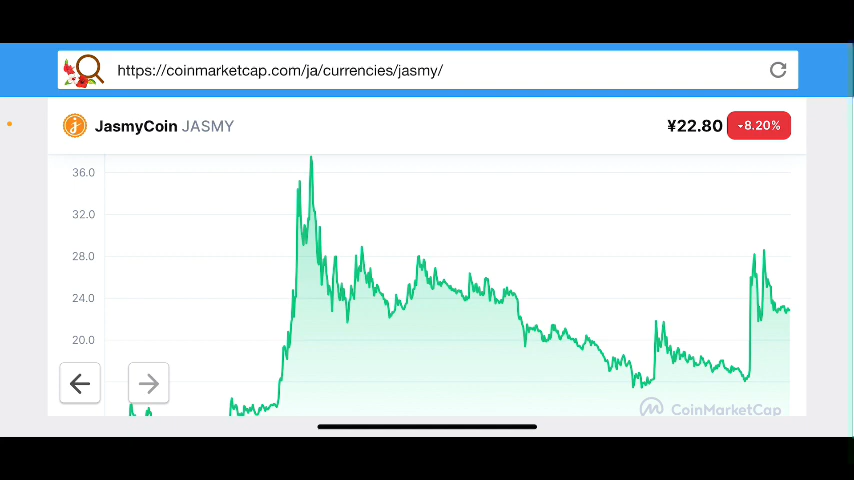 https://coinmarketcap.com/ja/currencies/jasmy/
JasmyCoin JASMY
¥22.80
8.20%
36.0
32.0
28.0
24.0
20.0
CoinMarketCap